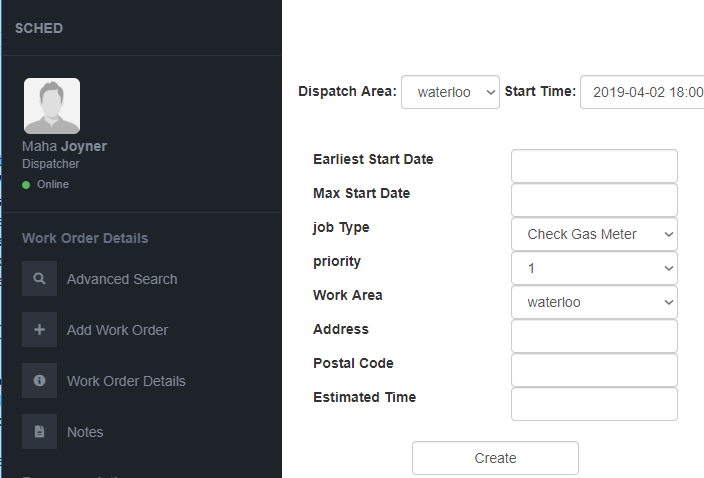 SCHED
Maha Joyner
Dispatcher
Online
Work Order Details
Advanced Search
Add Work Order
Work Order Details
Notes
Dispatch Area: waterloo Start Time: 2019-04-02 18:00
Earliest Start Date
Max Start Date
job Type Check Gas Meter
priority 1
Work Area waterloo
Address
Postal Code
Estimated Time
Create